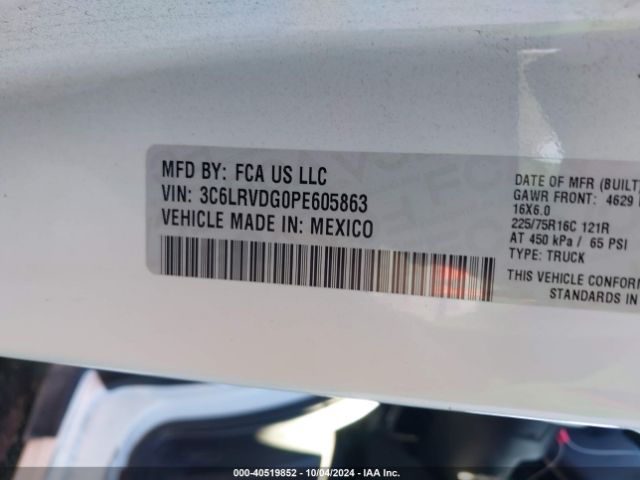 MFD BY: FCA US LLC
VIN: 3C6LRVDG0PE605863
VEHICLE MADE IN: MEXICO
DATE OF MFR (BUILT)
GAWR FRONT: 4629
16X6.0
225/75R16C 121R
AT 450 kPa / 65 PSI
TYPE: TRUCK
THIS VEHICLE CONFORM
STANDARDS IN
000-40519852 - 10/04/2024 - IAA Inc.